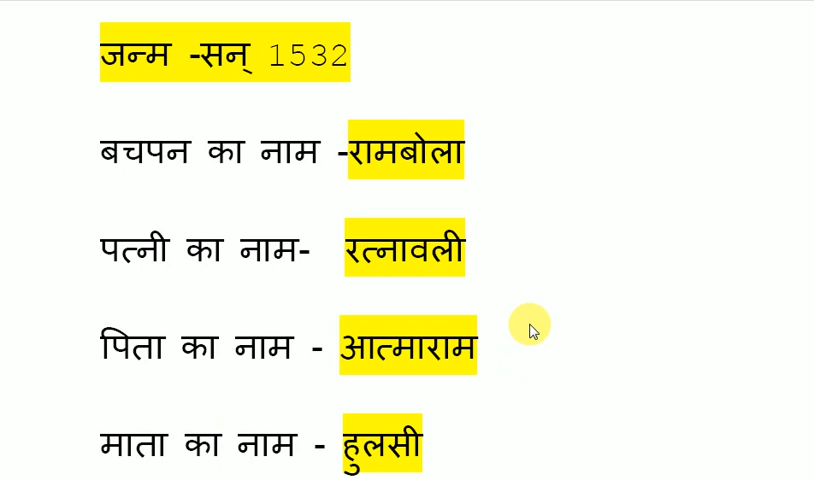 जन्म -सन् 1532
बचपन का नाम -रामबोला
पत्नी का नाम- रत्नावली
पिता का नाम - आत्माराम
माता का नाम - हुलसी